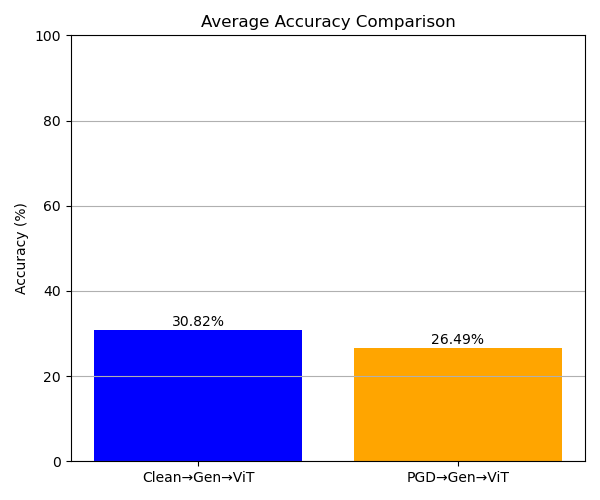 Average Accuracy Comparison
100
80
60
40
20
0
Accuracy (%)
30.82%
26.49%
Clean→Gen→ViT
PGD→Gen→ViT